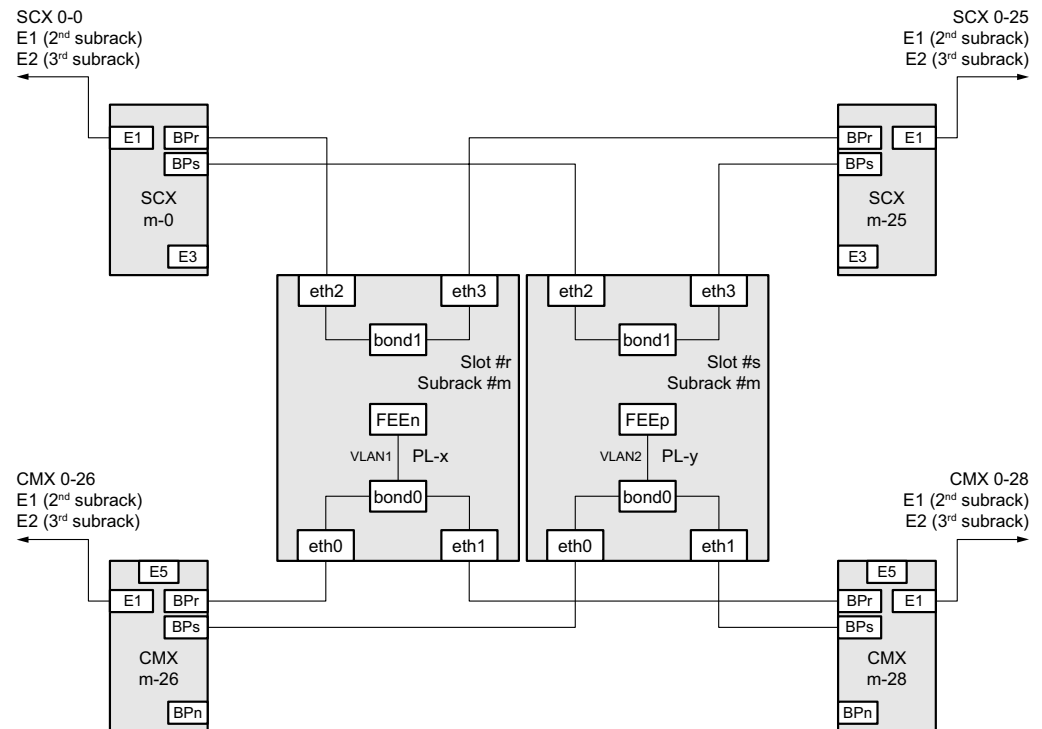 SCX 0-0
E1 (2nd subrack)
E2 (3rd subrack)
SCX 0-25
E1 (2nd subrack)
E2 (3rd subrack)
E1 BPr
BPs
SCX
m-0
E3
BPr E1
BPs
SCX
m-25
E3
eth2 eth3
bond1
Slot #r
Subrack #m
FEEn
VLAN1 PL-x
bond0
eth0 eth1
eth2 eth3
bond1
Slot #s
Subrack #m
FEEp
VLAN2 PL-y
bond0
eth0 eth1
CMX 0-26
E1 (2nd subrack)
E2 (3rd subrack)
CMX 0-28
E1 (2nd subrack)
E2 (3rd subrack)
E5
E1 BPr
BPs
CMX
m-26
BPn
E5
BPr E1
BPs
CMX
m-28
BPn